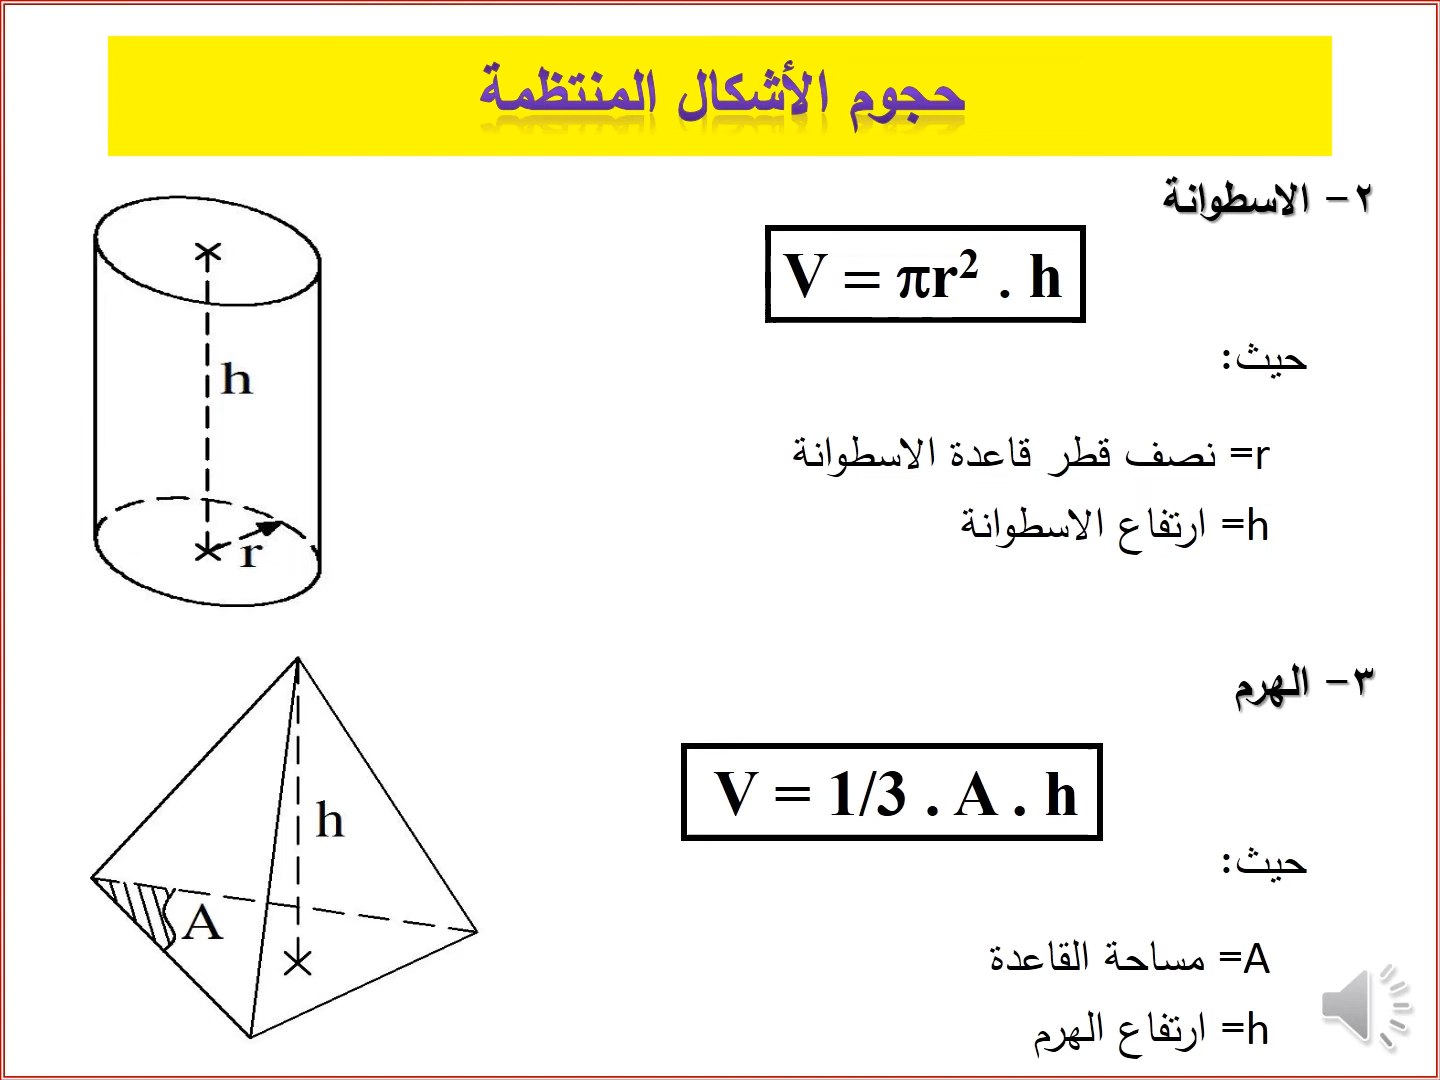 حجوم الأشكال المنتظمة
٢- الاسطوانة
V = πr² . h
حيث:
r= نصف قطر قاعدة الاسطوانة
h= ارتفاع الاسطوانة
h
r
٣- الهرم
V = 1/3 . A . h
حيث:
A= مساحة القاعدة
h= ارتفاع الهرم
h
A